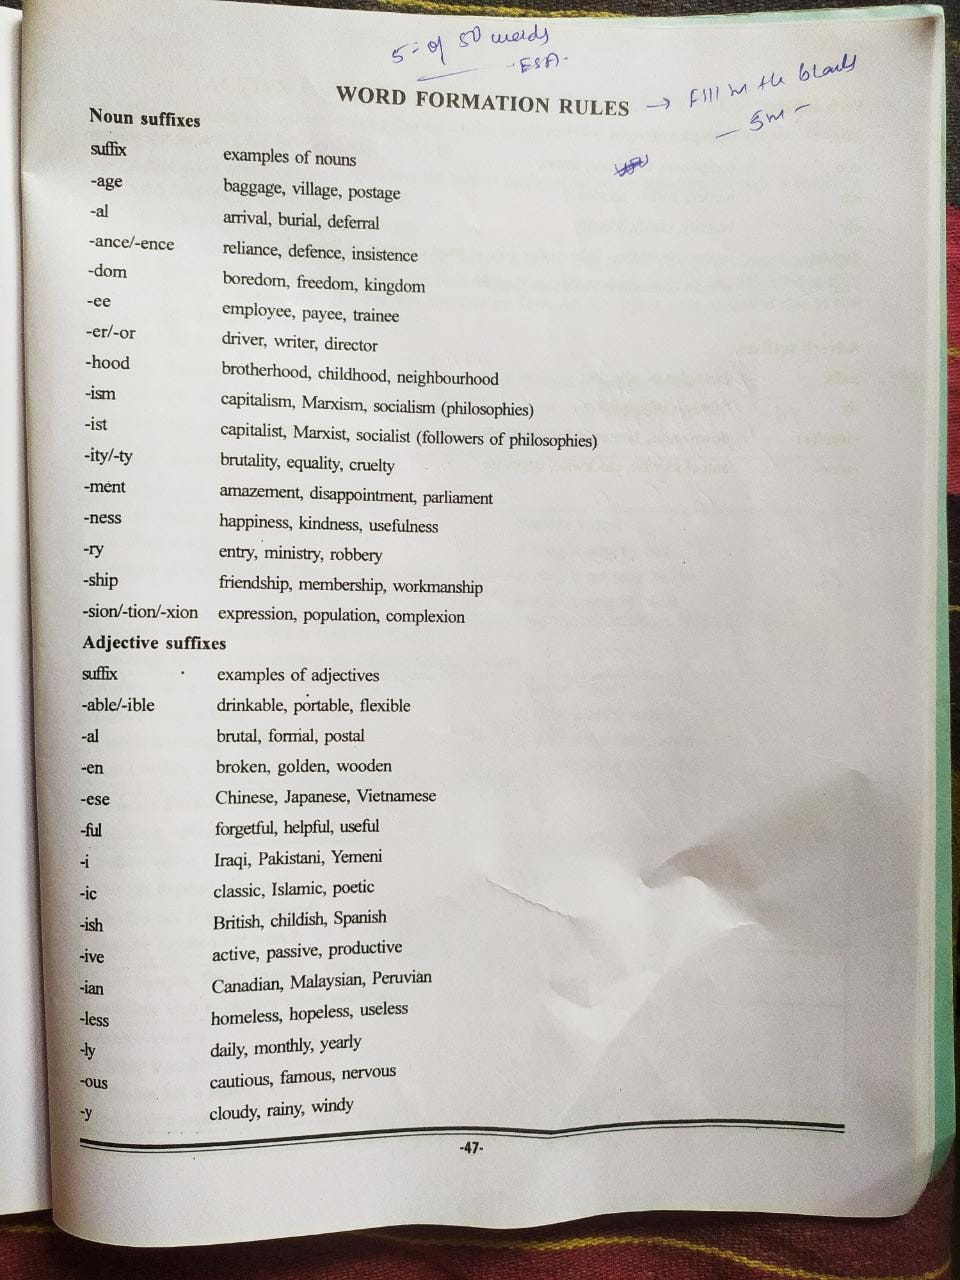 5 of 50 words
- ESA -
WORD FORMATION RULES → Fill in the blanks
- 5m -
Noun suffixes
suffix examples of nouns
-age baggage, village, postage
-al arrival, burial, deferral
-ance/-ence reliance, defence, insistence
-dom boredom, freedom, kingdom
-ee employee, payee, trainee
-er/-or driver, writer, director
-hood brotherhood, childhood, neighbourhood
-ism capitalism, Marxism, socialism (philosophies)
-ist capitalist, Marxist, socialist (followers of philosophies)
-ity/-ty brutality, equality, cruelty
-ment amazement, disappointment, parliament
-ness happiness, kindness, usefulness
-ry entry, ministry, robbery
-ship friendship, membership, workmanship
-sion/-tion/-xion expression, population, complexion
Adjective suffixes
suffix examples of adjectives
-able/-ible drinkable, portable, flexible
-al brutal, formal, postal
-en broken, golden, wooden
-ese Chinese, Japanese, Vietnamese
-ful forgetful, helpful, useful
-i Iraqi, Pakistani, Yemeni
-ic classic, Islamic, poetic
-ish British, childish, Spanish
-ive active, passive, productive
-ian Canadian, Malaysian, Peruvian
-less homeless, hopeless, useless
-ly daily, monthly, yearly
-ous cautious, famous, nervous
-y cloudy, rainy, windy
-47-